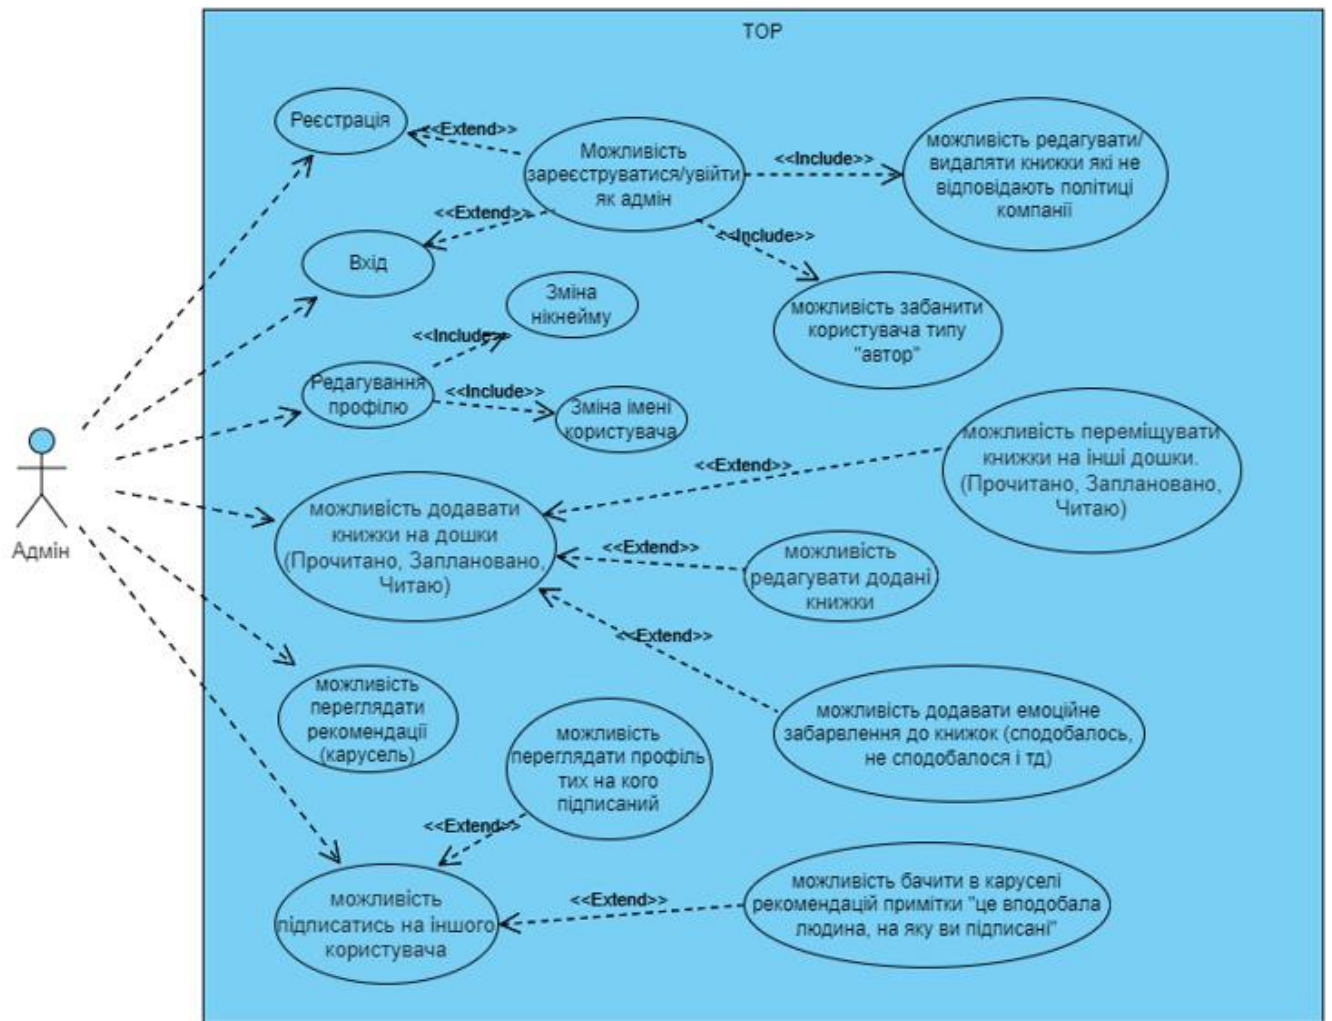 TOP
Реєстрація
<<Extend>>
Можливість
зареєструватися/увійти
як адмін
<<Include>>
можливість редагувати/
видаляти книжки які не
відповідають політиці
компанії
<<Extend>>
<<Include>>
Вхід
Зміна
нікнейму
можливість забанити
користувача типу
"автор"
<<Include>>
Редагування
профілю
<<Include>>
Зміна імені
користувача
можливість переміщувати
книжки на інші дошки.
(Прочитано, Заплановано,
Читаю)
<<Extend>>
Адмін
можливість додавати
книжки на дошки
(Прочитано, Заплановано,
Читаю)
<<Extend>>
можливість
редагувати додані
книжки
<<Extend>>
можливість
переглядати
рекомендації
(карусель)
можливість додавати емоційне
забарвлення до книжок (сподобалось,
не сподобалося і тд)
можливість
переглядати профіль
тих на кого
підписаний
<<Extend>>
можливість
підписатись на іншого
користувача
<<Extend>>
можливість бачити в каруселі
рекомендацій примітки "це вподобала
людина, на яку ви підписані"